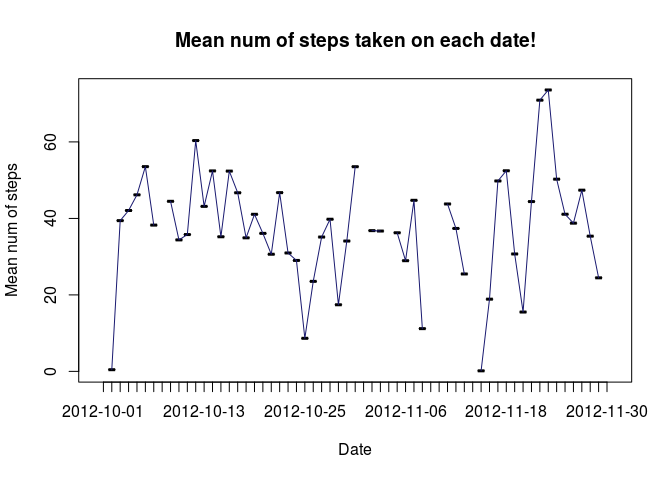 Mean num of steps taken on each date!
Mean num of steps
60
40
20
0
2012-10-01 2012-10-13 2012-10-25 2012-11-06 2012-11-18 2012-11-30
Date